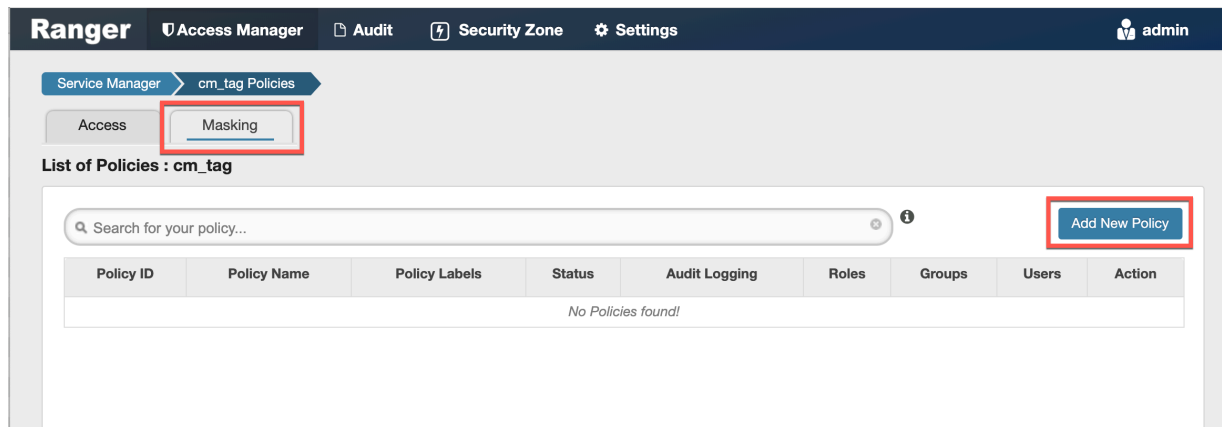 Ranger Access Manager Audit Security Zone Settings admin
Service Manager cm_tag Policies
Access Masking
List of Policies : cm_tag
Search for your policy... Add New Policy
Policy ID Policy Name Policy Labels Status Audit Logging Roles Groups Users Action
No Policies found!